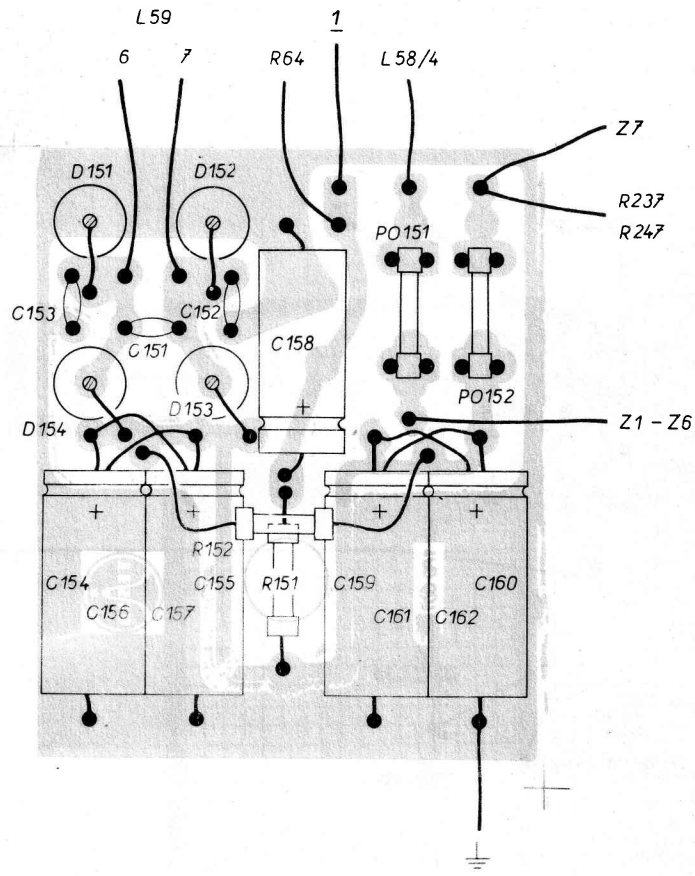 L59
1
6 7 R64 L58/4
Z7
D151 D152
R237
R247
PO151
C153 C152
C151 C158
+
D153 PO152
D154 Z1-Z6
+ + + +
R152
C154 C155 R151 C159 C160
C156 C157 C161 C162